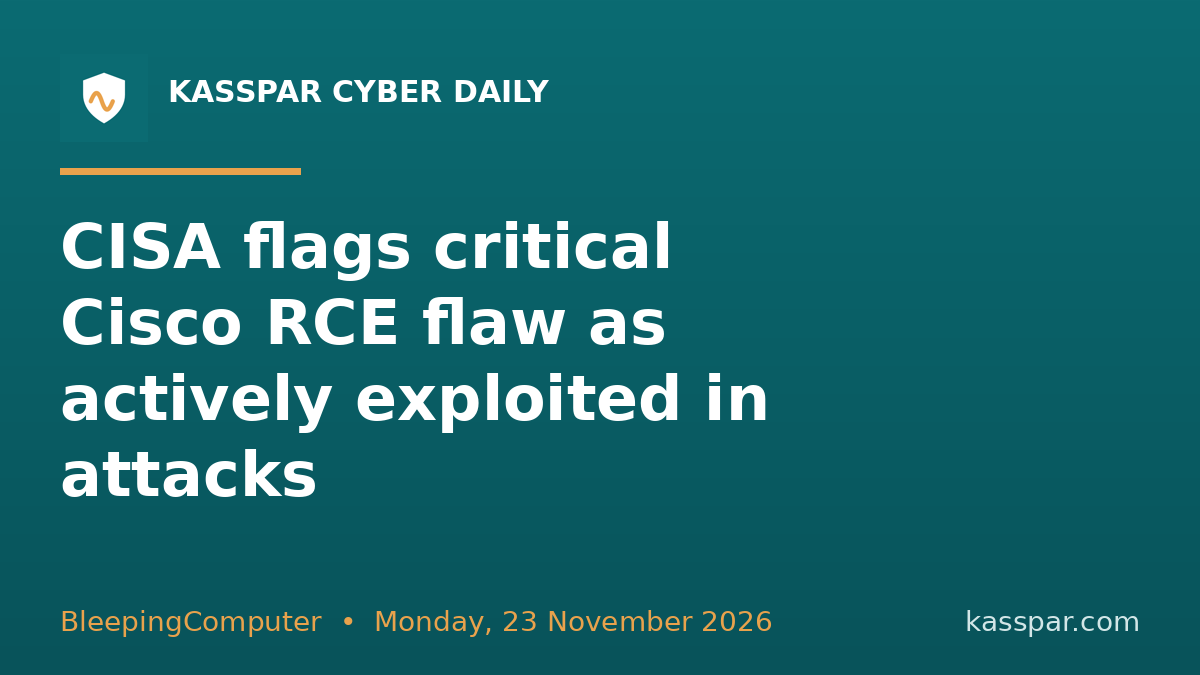 KASSPAR CYBER DAILY
CISA flags critical
Cisco RCE flaw as
actively exploited in
attacks
BleepingComputer • Monday, 23 November 2026
kasspar.com